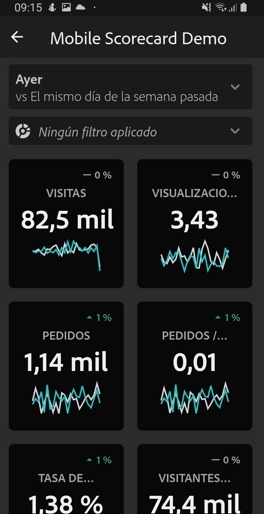 09:15
Mobile Scorecard Demo
Ayer
vs El mismo día de la semana pasada
Ningún filtro aplicado
0 %
VISITAS
82,5 mil
0 %
VISUALIZACIO...
3,43
1 %
PEDIDOS
1,14 mil
1 %
PEDIDOS /...
0,01
1 %
TASA DE...
1,38 %
0 %
VISITANTES...
74,4 mil